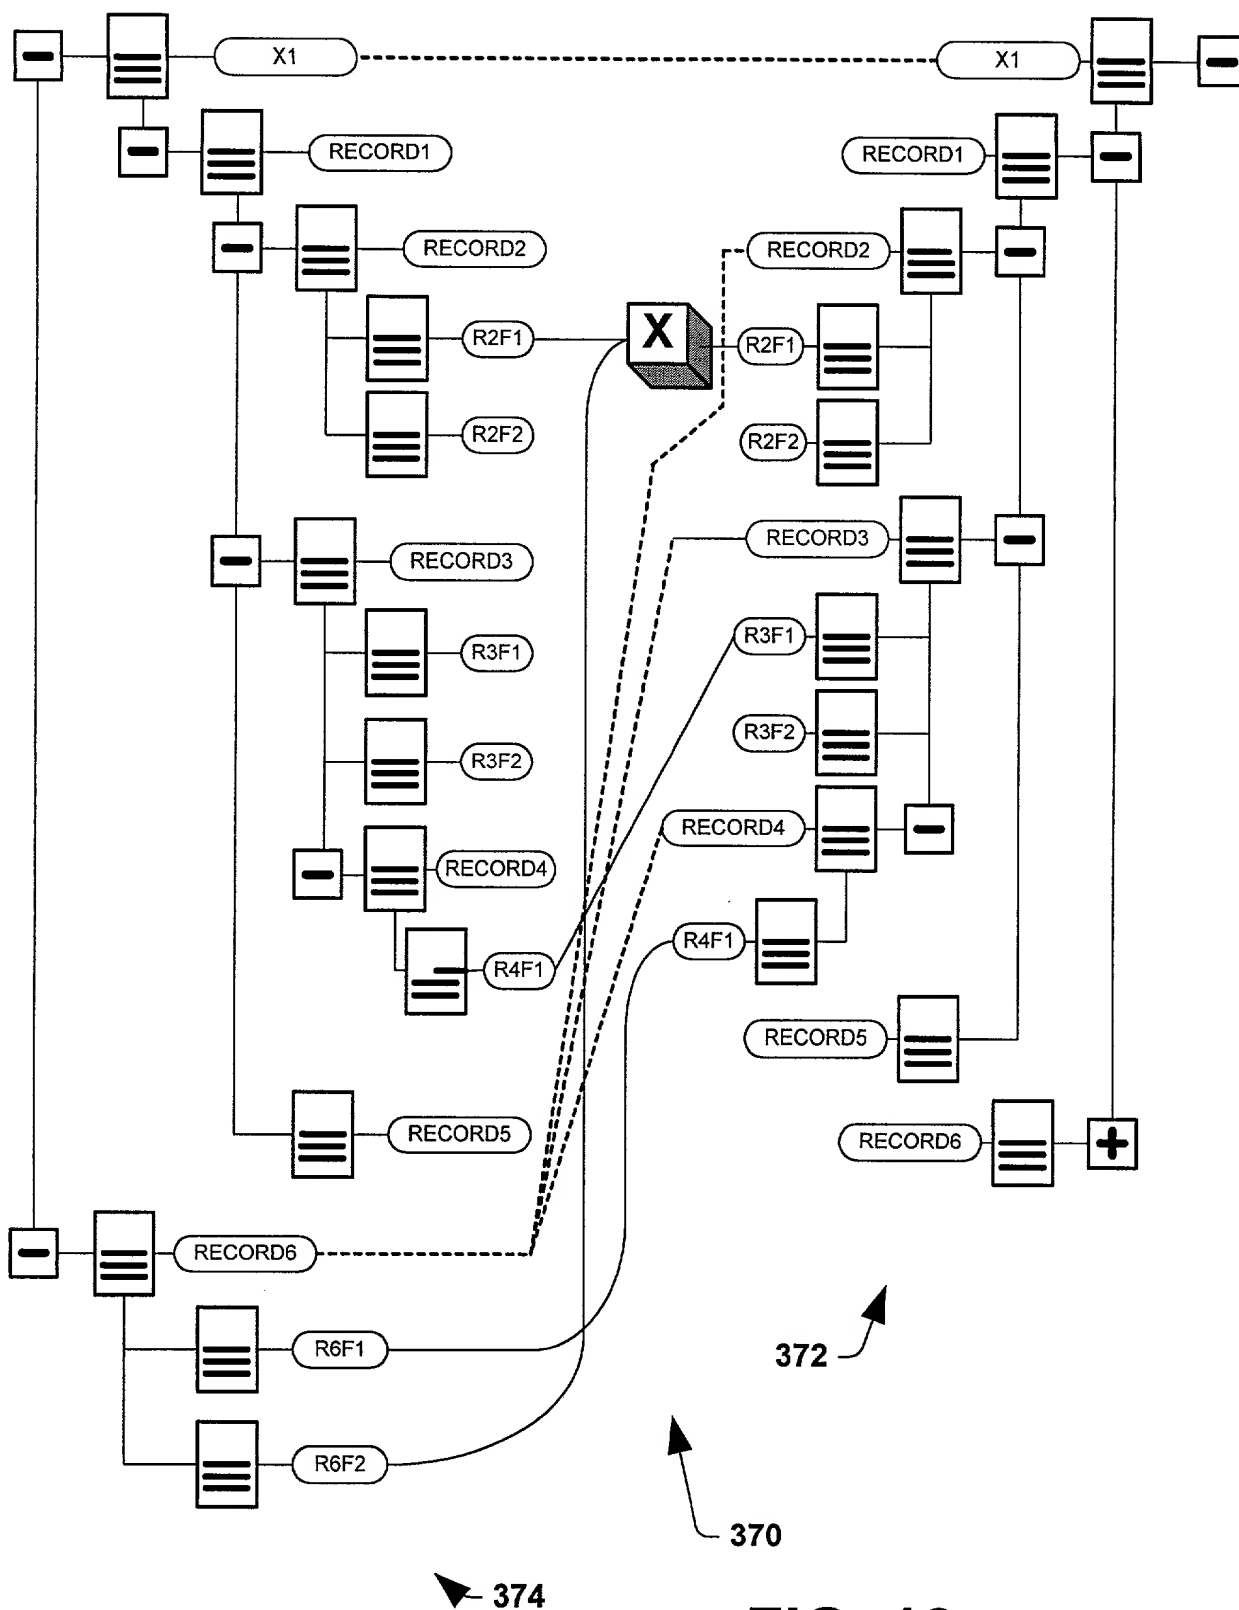 X1 X1
RECORD1 RECORD1
RECORD2 RECORD2
R2F1 X R2F1
R2F2 R2F2
RECORD3 RECORD3
R3F1 R3F1
R3F2 R3F2
RECORD4 RECORD4
R4F1 R4F1
RECORD5 RECORD5
RECORD6 RECORD6
R6F1
R6F2
372
370
374